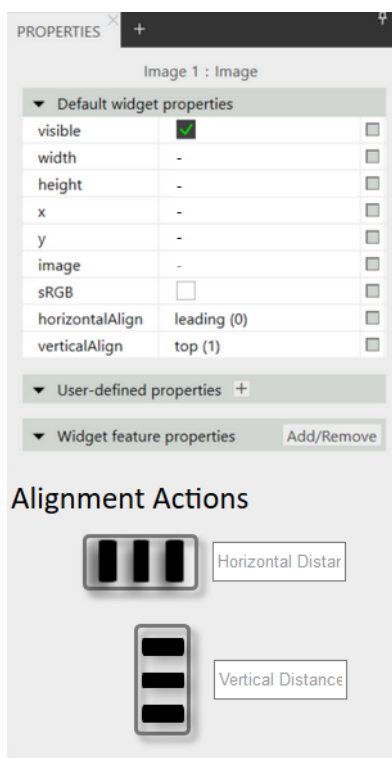 PROPERTIES × +
Image 1 : Image
Default widget properties
visible
width -
height -
x -
y -
image -
sRGB
horizontalAlign leading (0)
verticalAlign top (1)
User-defined properties +
Widget feature properties Add/Remove
Alignment Actions
Horizontal Distar
Vertical Distance